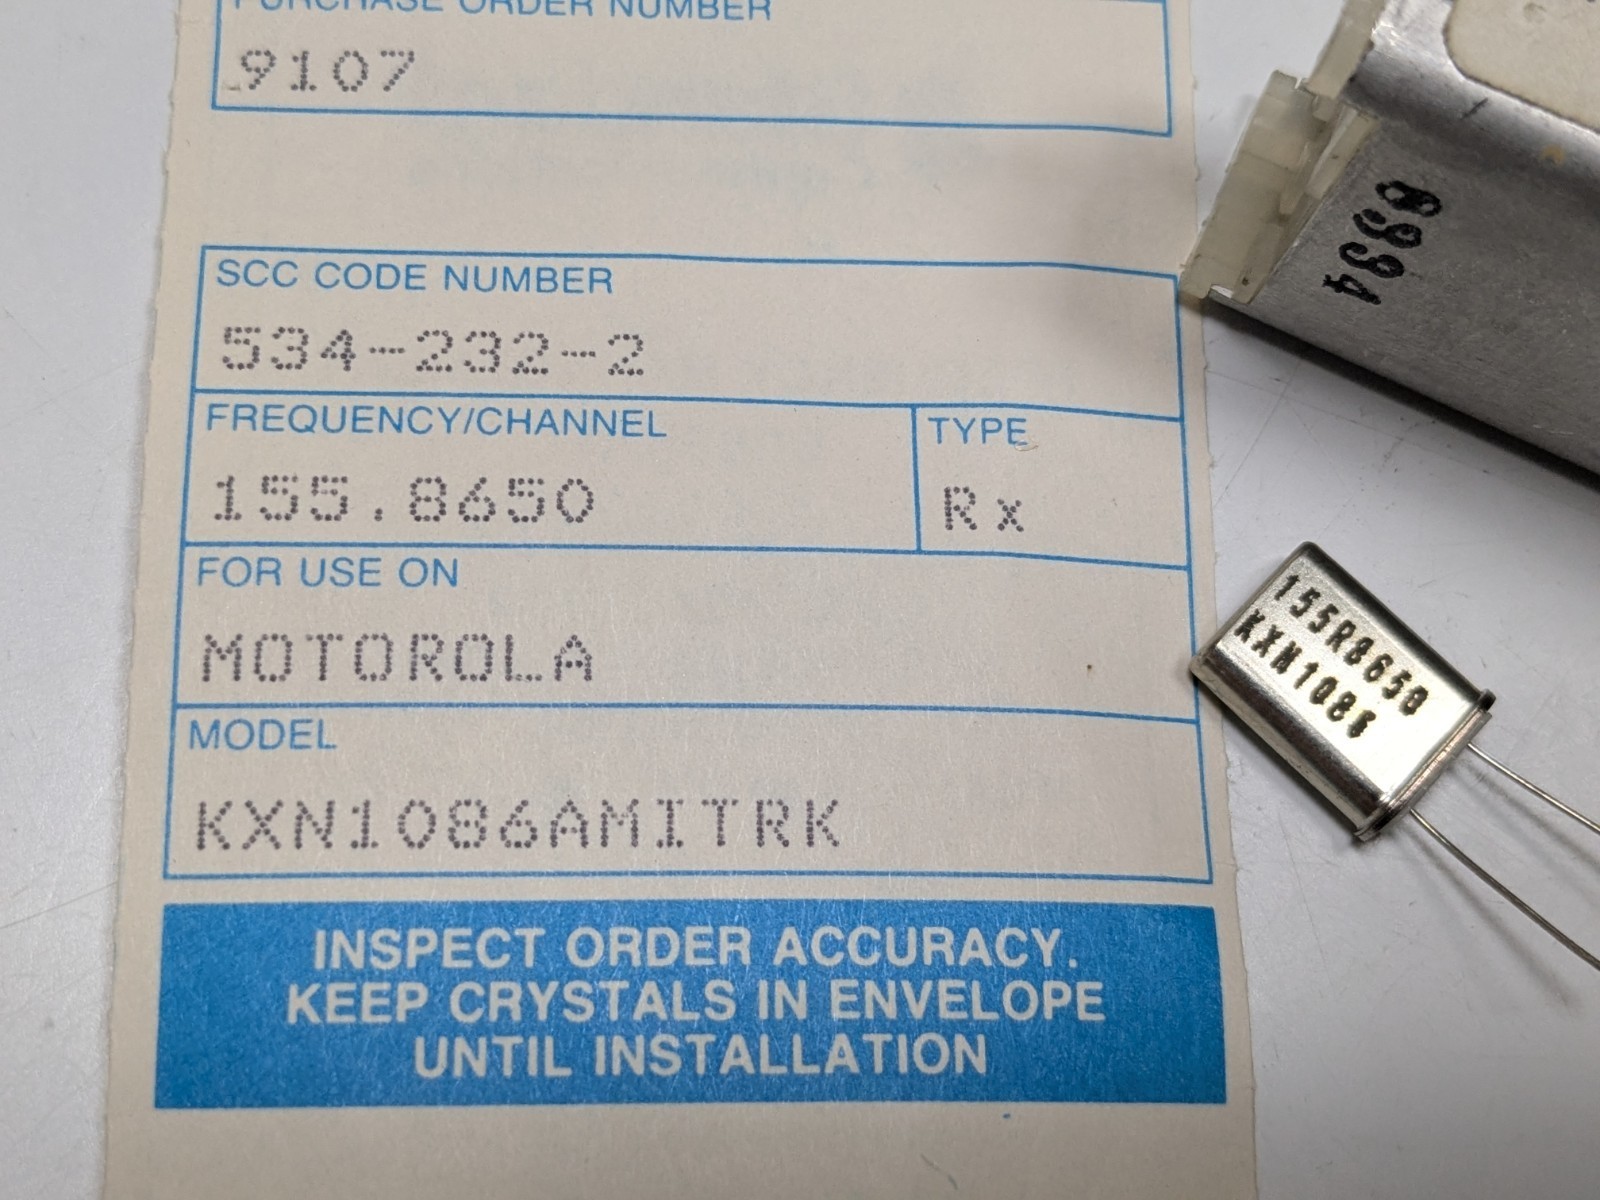 PURCHASE ORDER NUMBER
9107
SCC CODE NUMBER
534-232-2
FREQUENCY/CHANNEL
155.8650
TYPE
Rx
FOR USE ON
MOTOROLA
MODEL
KXN1086AMITRK
INSPECT ORDER ACCURACY.
KEEP CRYSTALS IN ENVELOPE
UNTIL INSTALLATION
155R8650
KXN1086